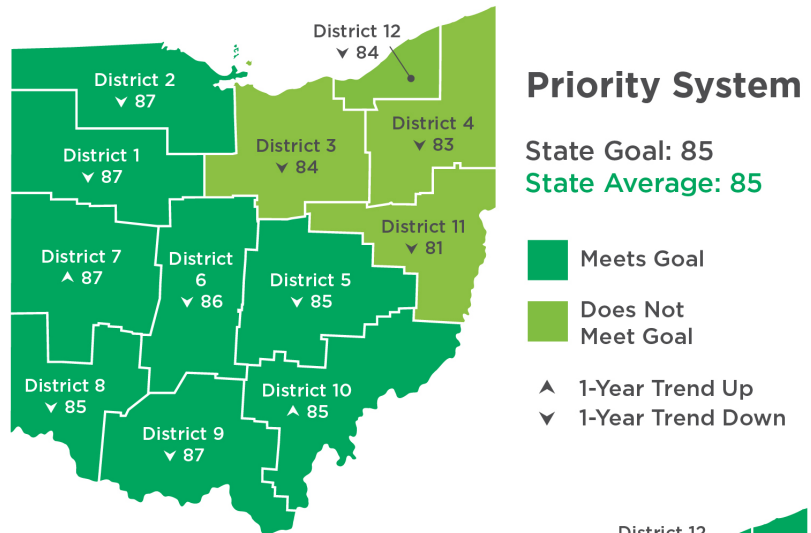 District 12
84
District 2
87
District 4
83
District 3
84
District 1
87
District 11
81
District 7
87
District
6
86
District 5
85
District 8
85
District 10
85
District 9
87
Priority System
State Goal: 85
State Average: 85
Meets Goal
Does Not
Meet Goal
1-Year Trend Up
1-Year Trend Down
District 12